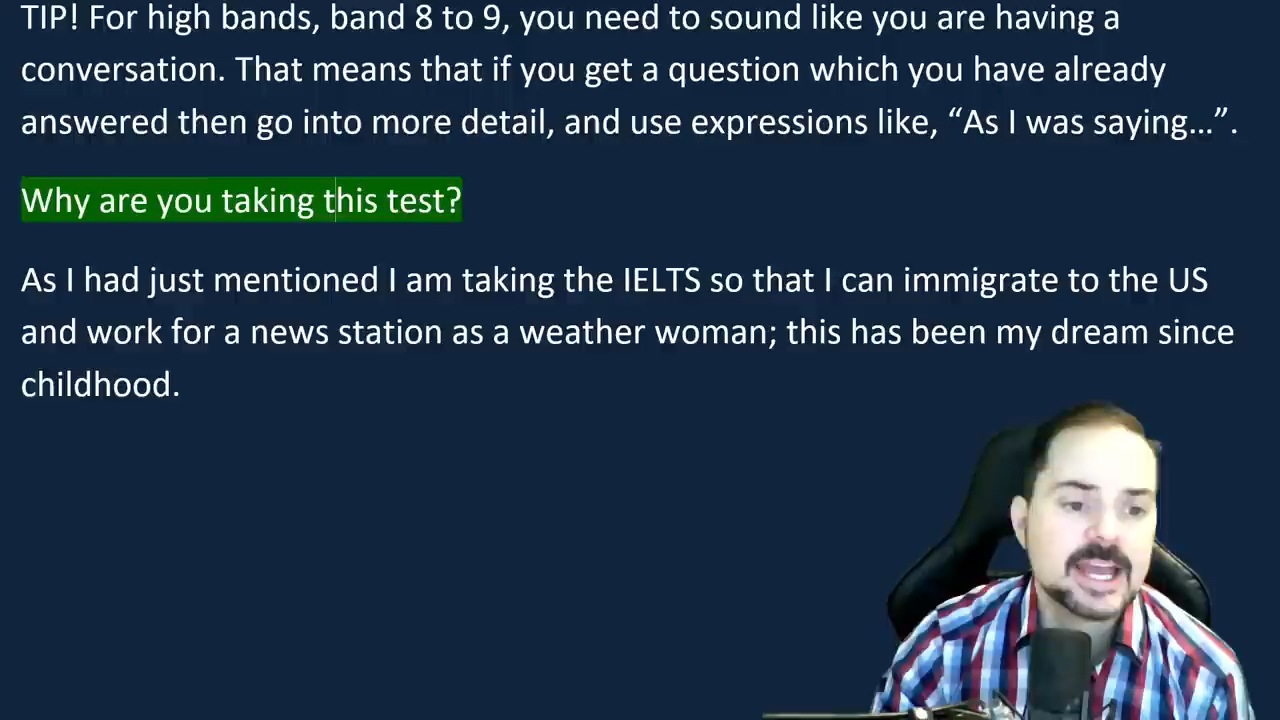 TIP! For high bands, band 8 to 9, you need to sound like you are having a
conversation. That means that if you get a question which you have already
answered then go into more detail, and use expressions like, “As I was saying…”.
Why are you taking this test?
As I had just mentioned I am taking the IELTS so that I can immigrate to the US
and work for a news station as a weather woman; this has been my dream since
childhood.